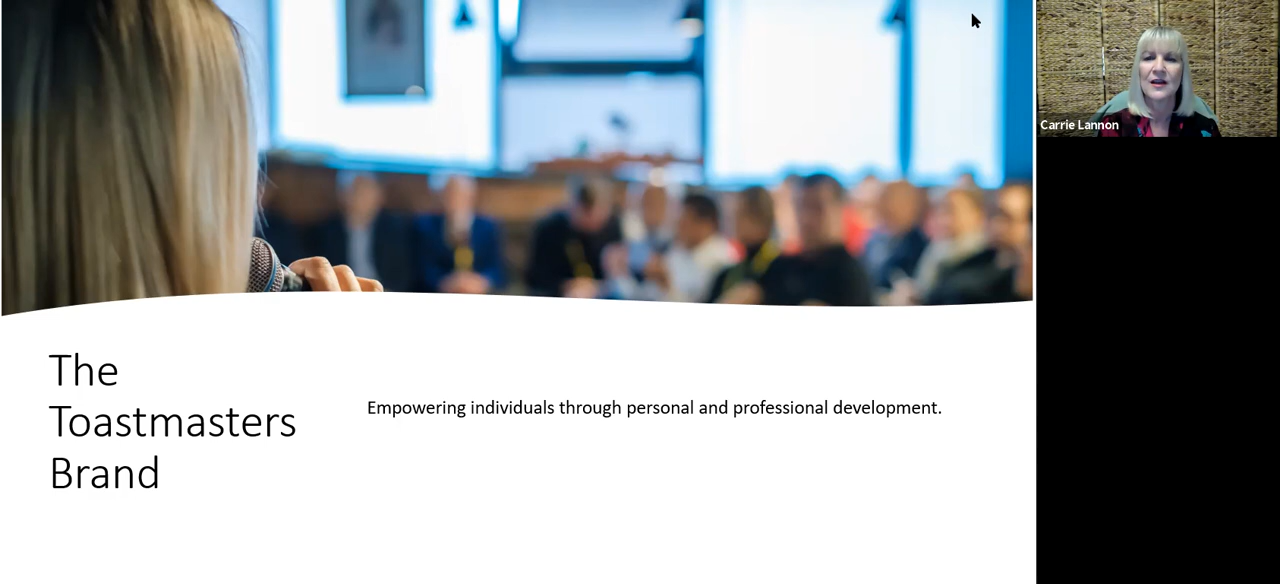 The
Toastmasters
Brand
Empowering individuals through personal and professional development.
Carrie Lannon